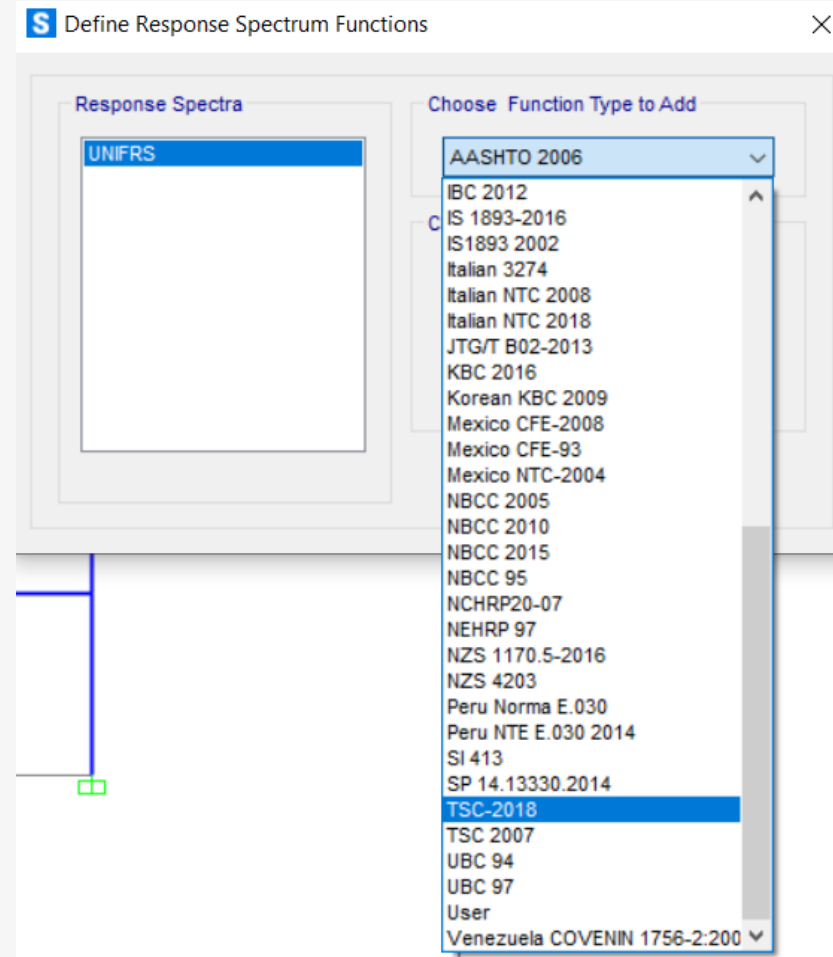 S Define Response Spectrum Functions
Response Spectra
UNIFRS
Choose Function Type to Add
AASHTO 2006
C
IBC 2012
IS 1893-2016
IS1893 2002
Italian 3274
Italian NTC 2008
Italian NTC 2018
JTG/T B02-2013
KBC 2016
Korean KBC 2009
Mexico CFE-2008
Mexico CFE-93
Mexico NTC-2004
NBCC 2005
NBCC 2010
NBCC 2015
NBCC 95
NCHRP20-07
NEHRP 97
NZS 1170.5-2016
NZS 4203
Peru Norma E.030
Peru NTE E.030 2014
SI 413
SP 14.13330.2014
TSC-2018
TSC 2007
UBC 94
UBC 97
User
Venezuela COVENIN 1756-2:200